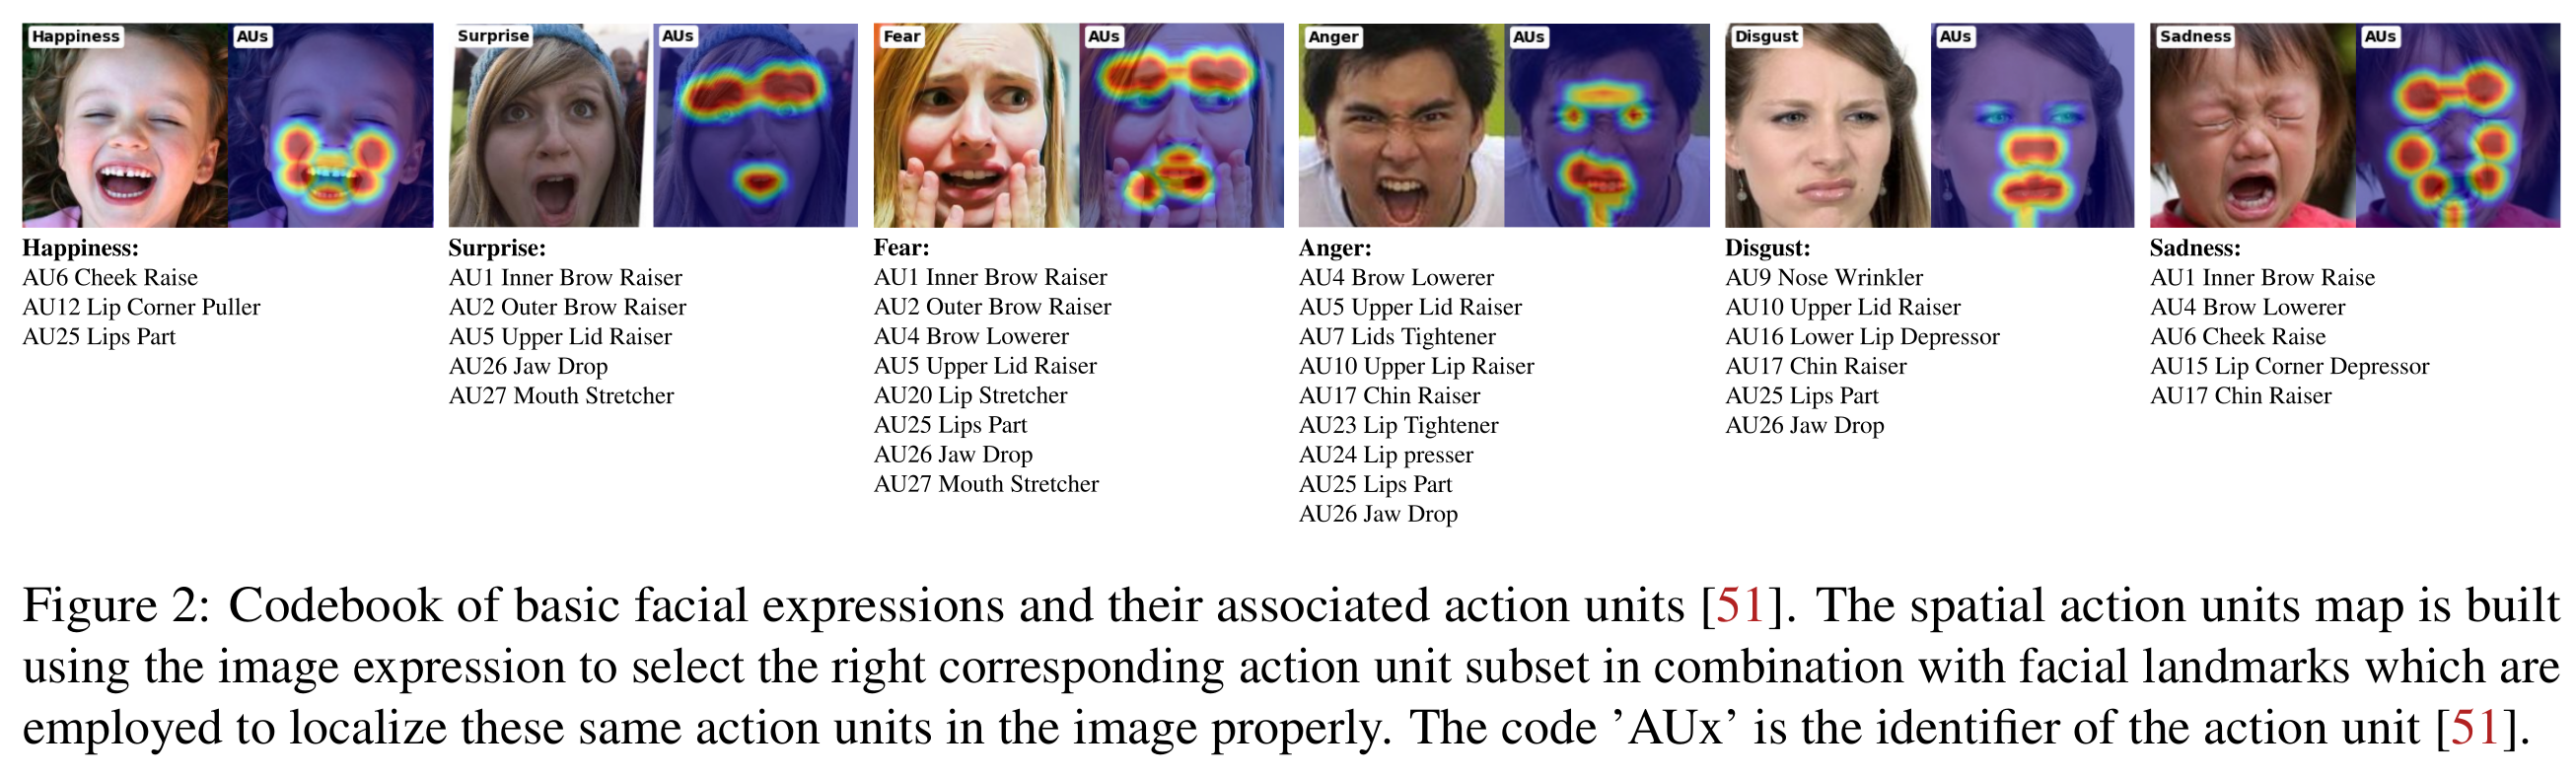 Happiness
AUs
Surprise
AUs
Fear
AUs
Anger
AUs
Disgust
AUs
Sadness
AUs
Happiness:
AU6 Cheek Raise
AU12 Lip Corner Puller
AU25 Lips Part
Surprise:
AU1 Inner Brow Raiser
AU2 Outer Brow Raiser
AU5 Upper Lid Raiser
AU26 Jaw Drop
AU27 Mouth Stretcher
Fear:
AU1 Inner Brow Raiser
AU2 Outer Brow Raiser
AU4 Brow Lowerer
AU5 Upper Lid Raiser
AU20 Lip Stretcher
AU25 Lips Part
AU26 Jaw Drop
AU27 Mouth Stretcher
Anger:
AU4 Brow Lowerer
AU5 Upper Lid Raiser
AU7 Lids Tightener
AU10 Upper Lip Raiser
AU17 Chin Raiser
AU23 Lip Tightener
AU24 Lip presser
AU25 Lips Part
AU26 Jaw Drop
Disgust:
AU9 Nose Wrinkler
AU10 Upper Lid Raiser
AU16 Lower Lip Depressor
AU17 Chin Raiser
AU25 Lips Part
AU26 Jaw Drop
Sadness:
AU1 Inner Brow Raise
AU4 Brow Lowerer
AU6 Cheek Raise
AU15 Lip Corner Depressor
AU17 Chin Raiser
Figure 2: Codebook of basic facial expressions and their associated action units [51]. The spatial action units map is built
using the image expression to select the right corresponding action unit subset in combination with facial landmarks which are
employed to localize these same action units in the image properly. The code ’AUx’ is the identifier of the action unit [51].